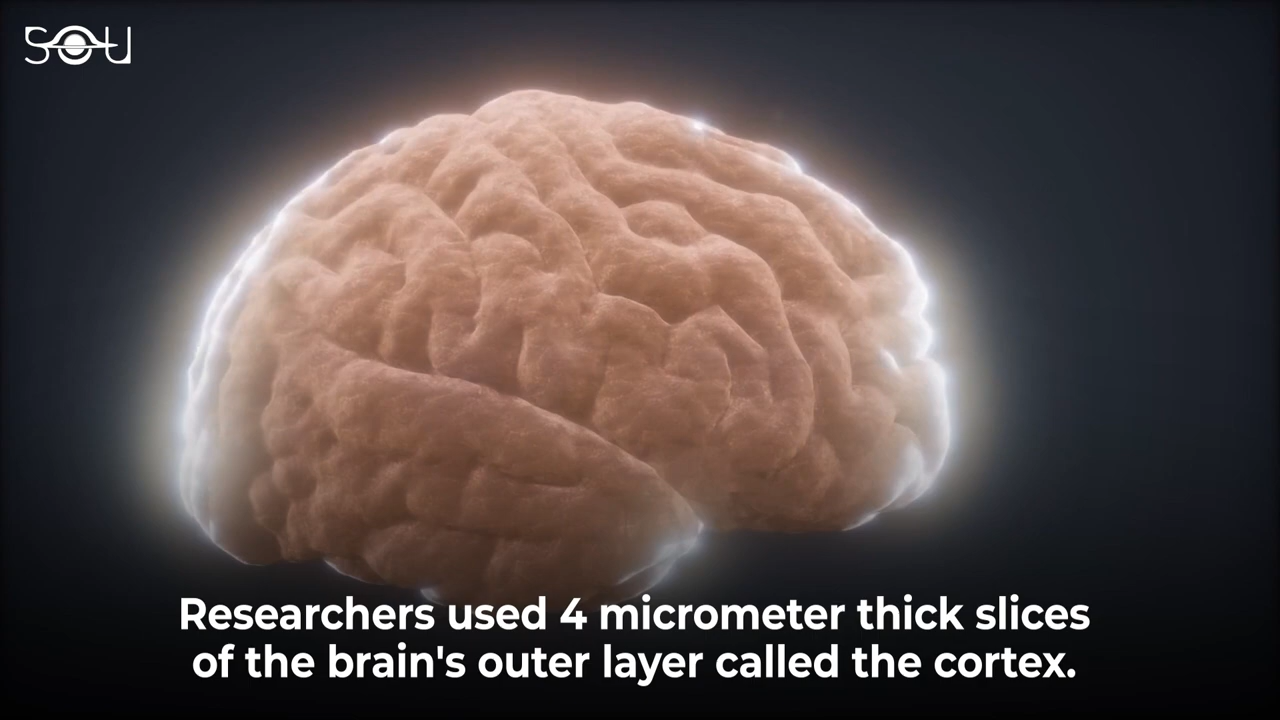 SOU
Researchers used 4 micrometer thick slices
of the brain's outer layer called the cortex.